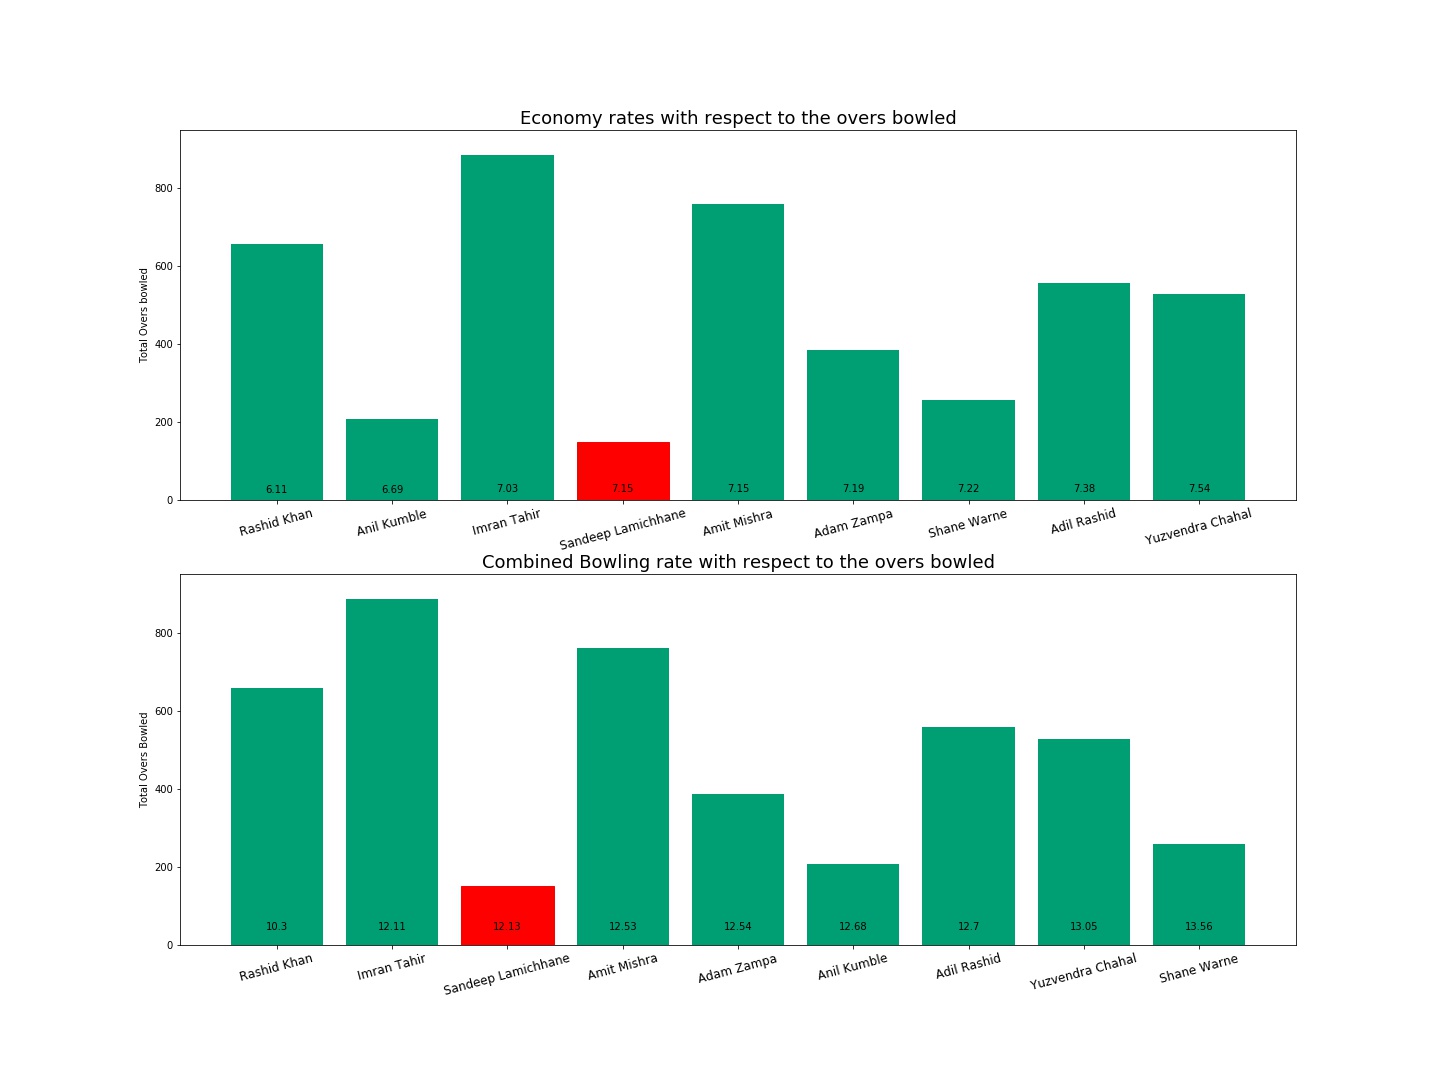 Economy rates with respect to the overs bowled
Total Overs bowled
800
600
400
200
0
6.11 6.69 7.03 7.15 7.15 7.19 7.22 7.38 7.54
Rashid Khan Anil Kumble Imran Tahir Sandeep Lamichhane Amit Mishra Adam Zampa Shane Warne Adil Rashid Yuzvendra Chahal
Combined Bowling rate with respect to the overs bowled
Total Overs Bowled
800
600
400
200
0
10.3 12.11 12.13 12.53 12.54 12.68 12.7 13.05 13.56
Rashid Khan Imran Tahir Sandeep Lamichhane Amit Mishra Adam Zampa Anil Kumble Adil Rashid Yuzvendra Chahal Shane Warne